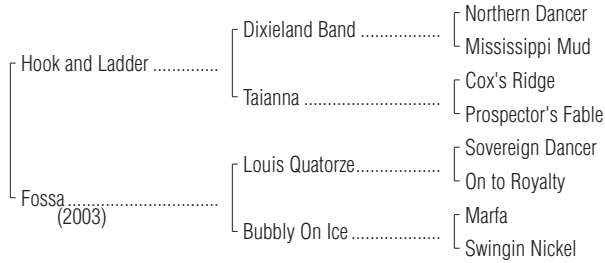 Northern Dancer
Dixieland Band ..................
Mississippi Mud
Hook and Ladder ..............
Cox's Ridge
Taianna ..............................
Prospector's Fable
Sovereign Dancer
Louis Quatorze...................
On to Royalty
Fossa.................................
(2003)
Marfa
Bubbly On Ice ....................
Swingin Nickel